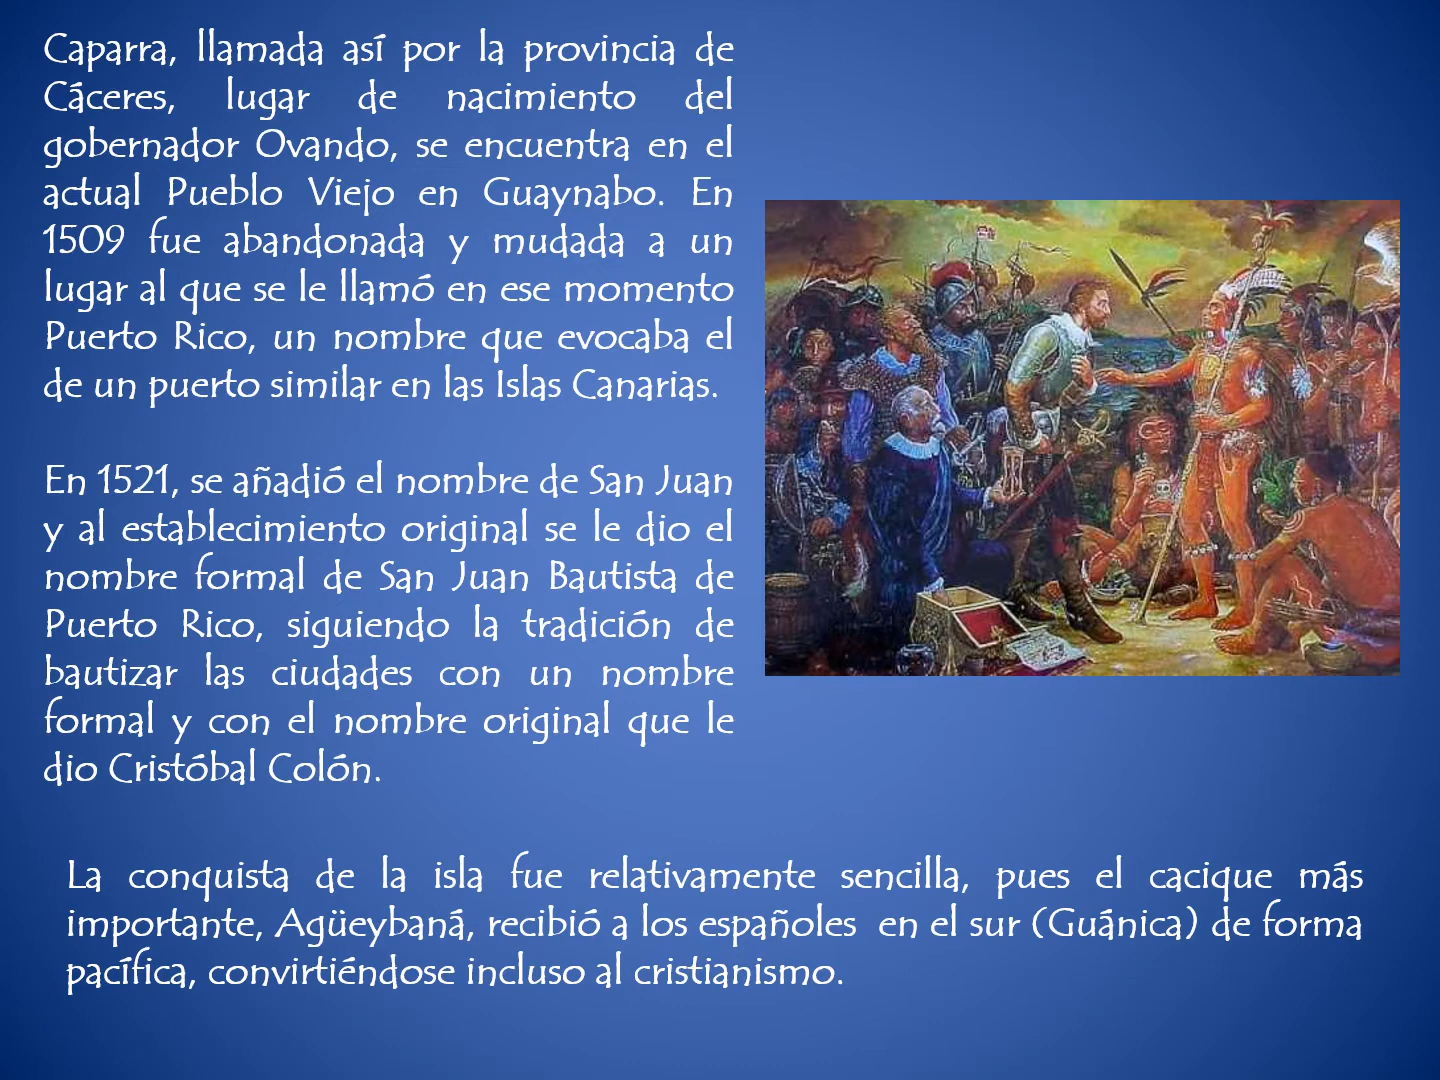 Caparra, llamada así por la provincia de
Cáceres, lugar de nacimiento del
gobernador Ovando, se encuentra en el
actual Pueblo Viejo en Guaynabo. En
1509 fue abandonada y mudada a un
lugar al que se le llamó en ese momento
Puerto Rico, un nombre que evocaba el
de un puerto similar en las Islas Canarias.
En 1521, se añadió el nombre de San Juan
y al establecimiento original se le dio el
nombre formal de San Juan Bautista de
Puerto Rico, siguiendo la tradición de
bautizar las ciudades con un nombre
formal y con el nombre original que le
dio Cristóbal Colón.
La conquista de la isla fue relativamente sencilla, pues el cacique más
importante, Agüeybaná, recibió a los españoles en el sur (Guánica) de forma
pacífica, convirtiéndose incluso al cristianismo.